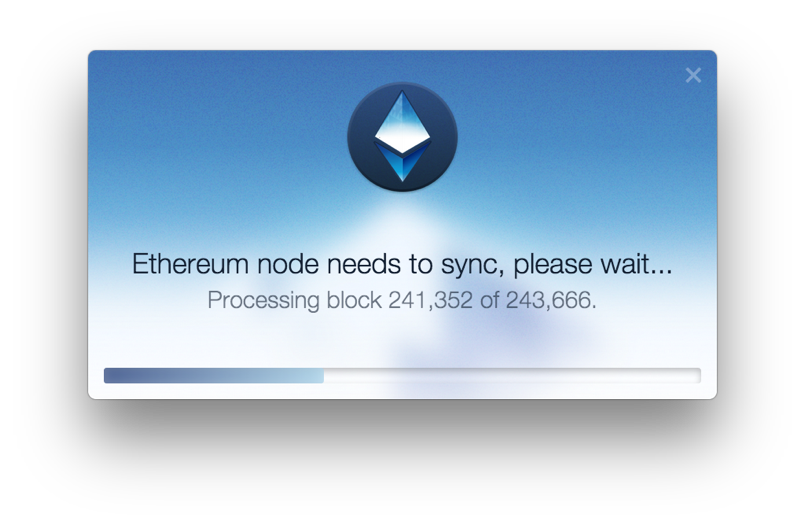 Ethereum node needs to sync, please wait...
Processing block 241,352 of 243,666.